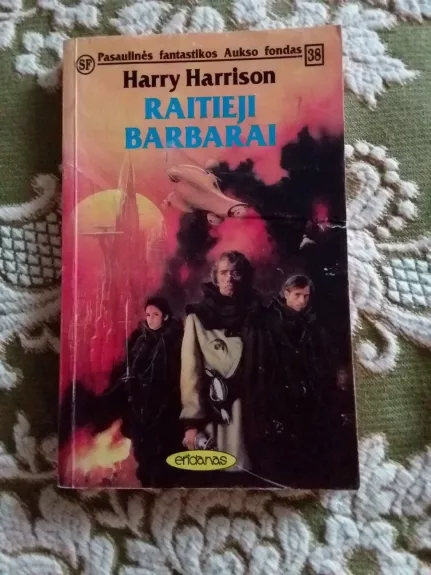 SF Pasaulinės fantastikos Aukso fondas 38
Harry Harrison
RAITIEJI
BARBARAI
eridanas